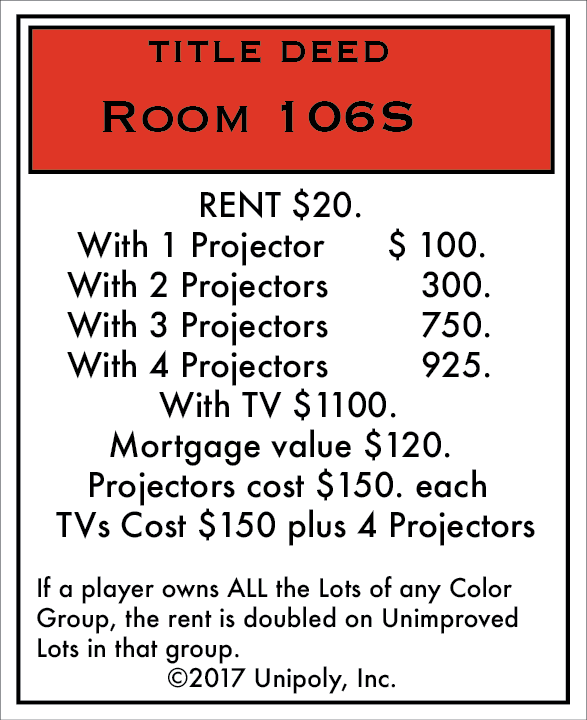 TITLE DEED
ROOM 106S
RENT $20.
With 1 Projector $ 100.
With 2 Projectors 300.
With 3 Projectors 750.
With 4 Projectors 925.
With TV $1100.
Mortgage value $120.
Projectors cost $150. each
TVs Cost $150 plus 4 Projectors
If a player owns ALL the Lots of any Color
Group, the rent is doubled on Unimproved
Lots in that group.
©2017 Unipoly, Inc.